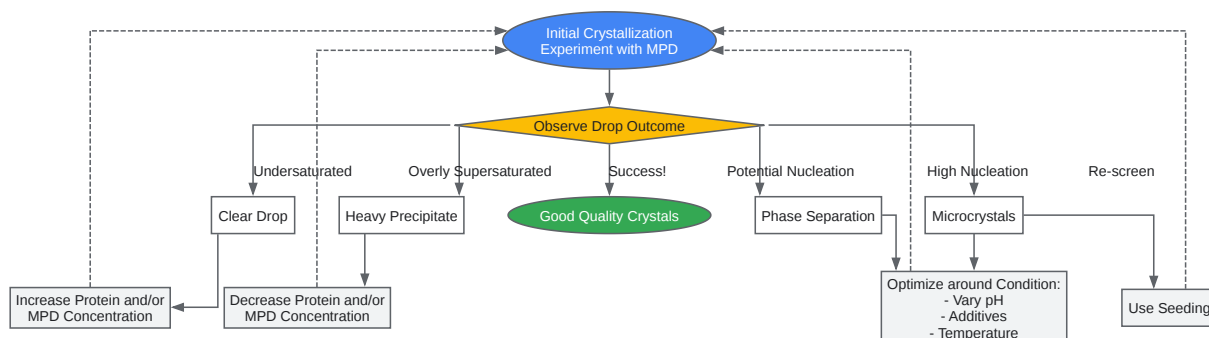 Initial Crystallization
Experiment with MPD
Observe Drop Outcome
Undersaturated
Overly Supersaturated
Success!
Potential Nucleation
High Nucleation
Re-screen
Clear Drop
Heavy Precipitate
Good Quality Crystals
Phase Separation
Microcrystals
Increase Protein and/or
MPD Concentration
Decrease Protein and/or
MPD Concentration
Optimize around Condition:
- Vary pH
- Additives
- Temperature
Use Seeding